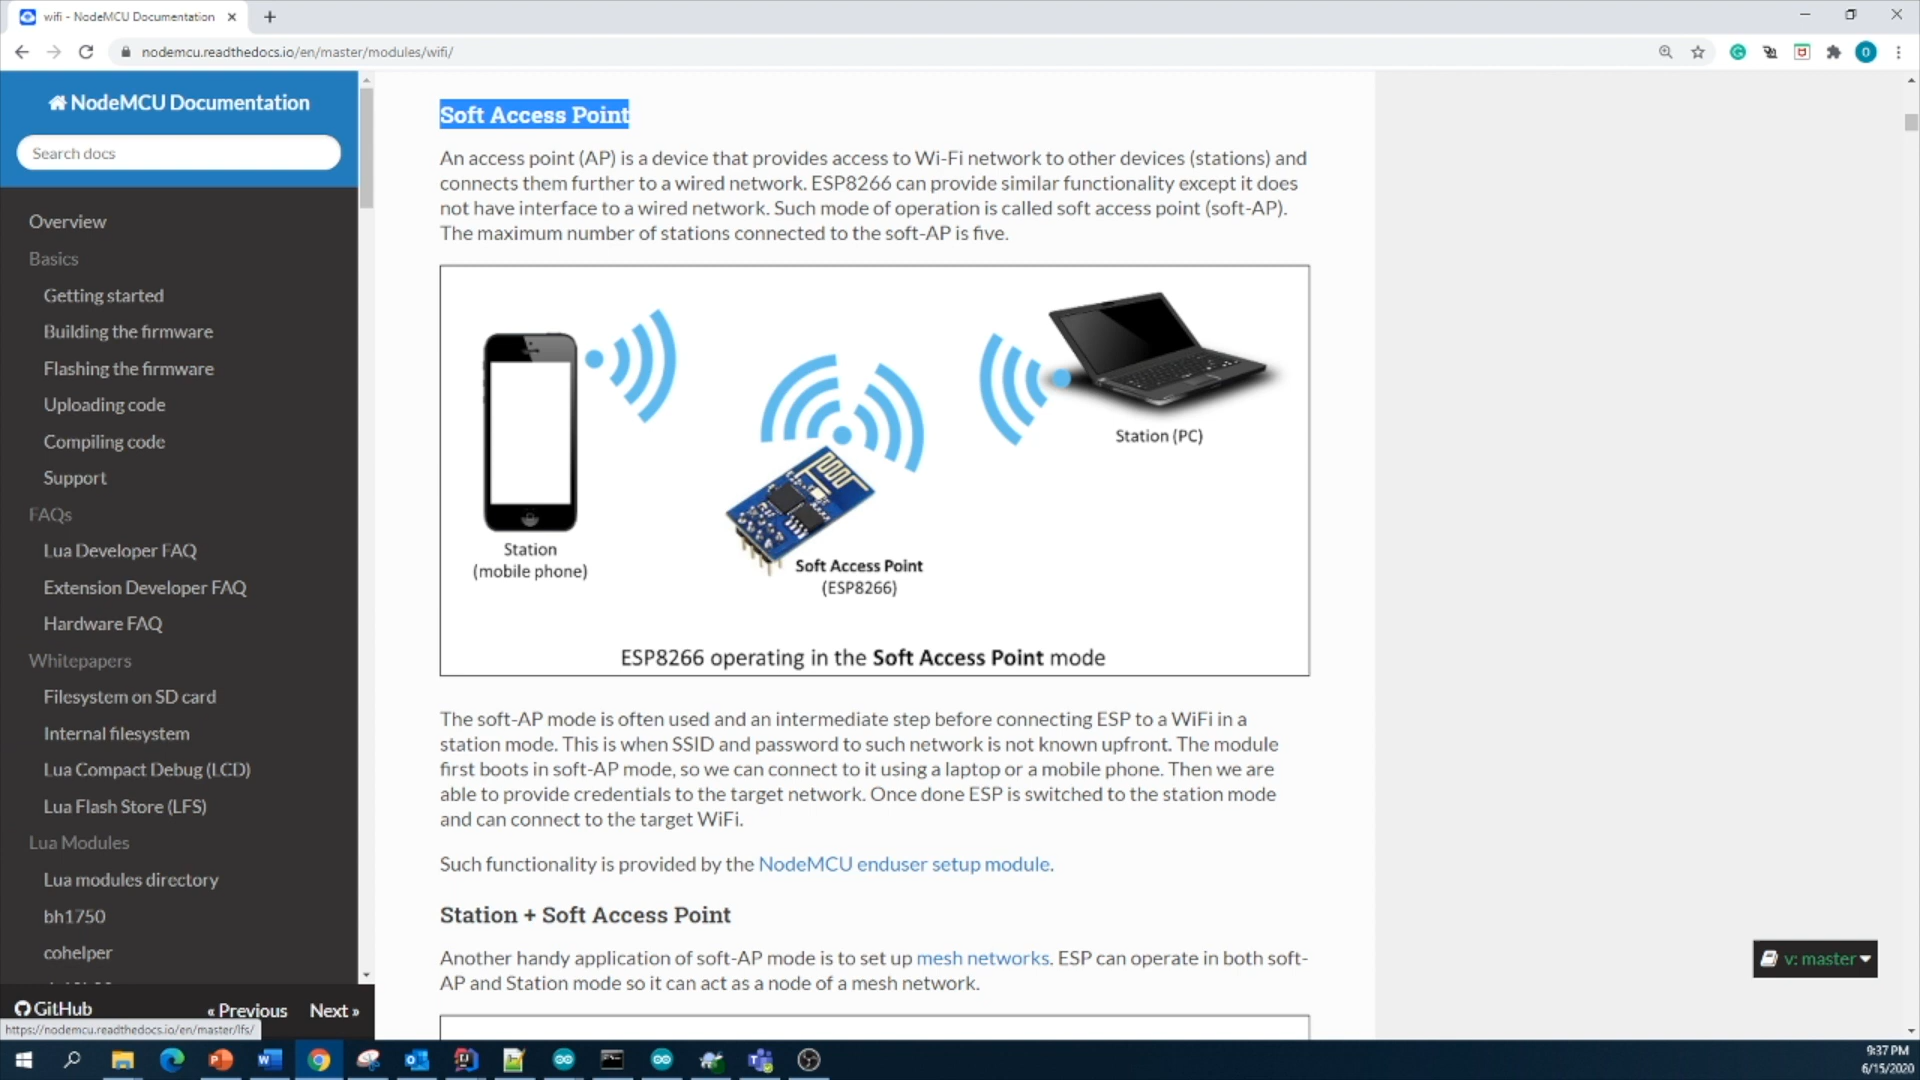 wifi - NodeMCU Documentation
nodemcu.readthedocs.io/en/master/modules/wifi/
O
NodeMCU Documentation
Search docs
Overview
Basics
Getting started
Building the firmware
Flashing the firmware
Uploading code
Compiling code
Support
FAQs
Lua Developer FAQ
Extension Developer FAQ
Hardware FAQ
Whitepapers
Filesystem on SD card
Internal filesystem
Lua Compact Debug (LCD)
Lua Flash Store (LFS)
Lua Modules
Lua modules directory
bh1750
cohelper
GitHub
« Previous
Next »
https://nodemcu.readthedocs.io/en/master/lfs/
Soft Access Point
An access point (AP) is a device that provides access to Wi-Fi network to other devices (stations) and
connects them further to a wired network. ESP8266 can provide similar functionality except it does
not have interface to a wired network. Such mode of operation is called soft access point (soft-AP).
The maximum number of stations connected to the soft-AP is five.
Station (PC)
Station
(mobile phone)
Soft Access Point
(ESP8266)
ESP8266 operating in the Soft Access Point mode
The soft-AP mode is often used and an intermediate step before connecting ESP to a WiFi in a
station mode. This is when SSID and password to such network is not known upfront. The module
first boots in soft-AP mode, so we can connect to it using a laptop or a mobile phone. Then we are
able to provide credentials to the target network. Once done ESP is switched to the station mode
and can connect to the target WiFi.
Such functionality is provided by the NodeMCU enduser setup module.
Station + Soft Access Point
Another handy application of soft-AP mode is to set up mesh networks. ESP can operate in both soft-
AP and Station mode so it can act as a node of a mesh network.
v: master
9:37 PM
6/15/2020